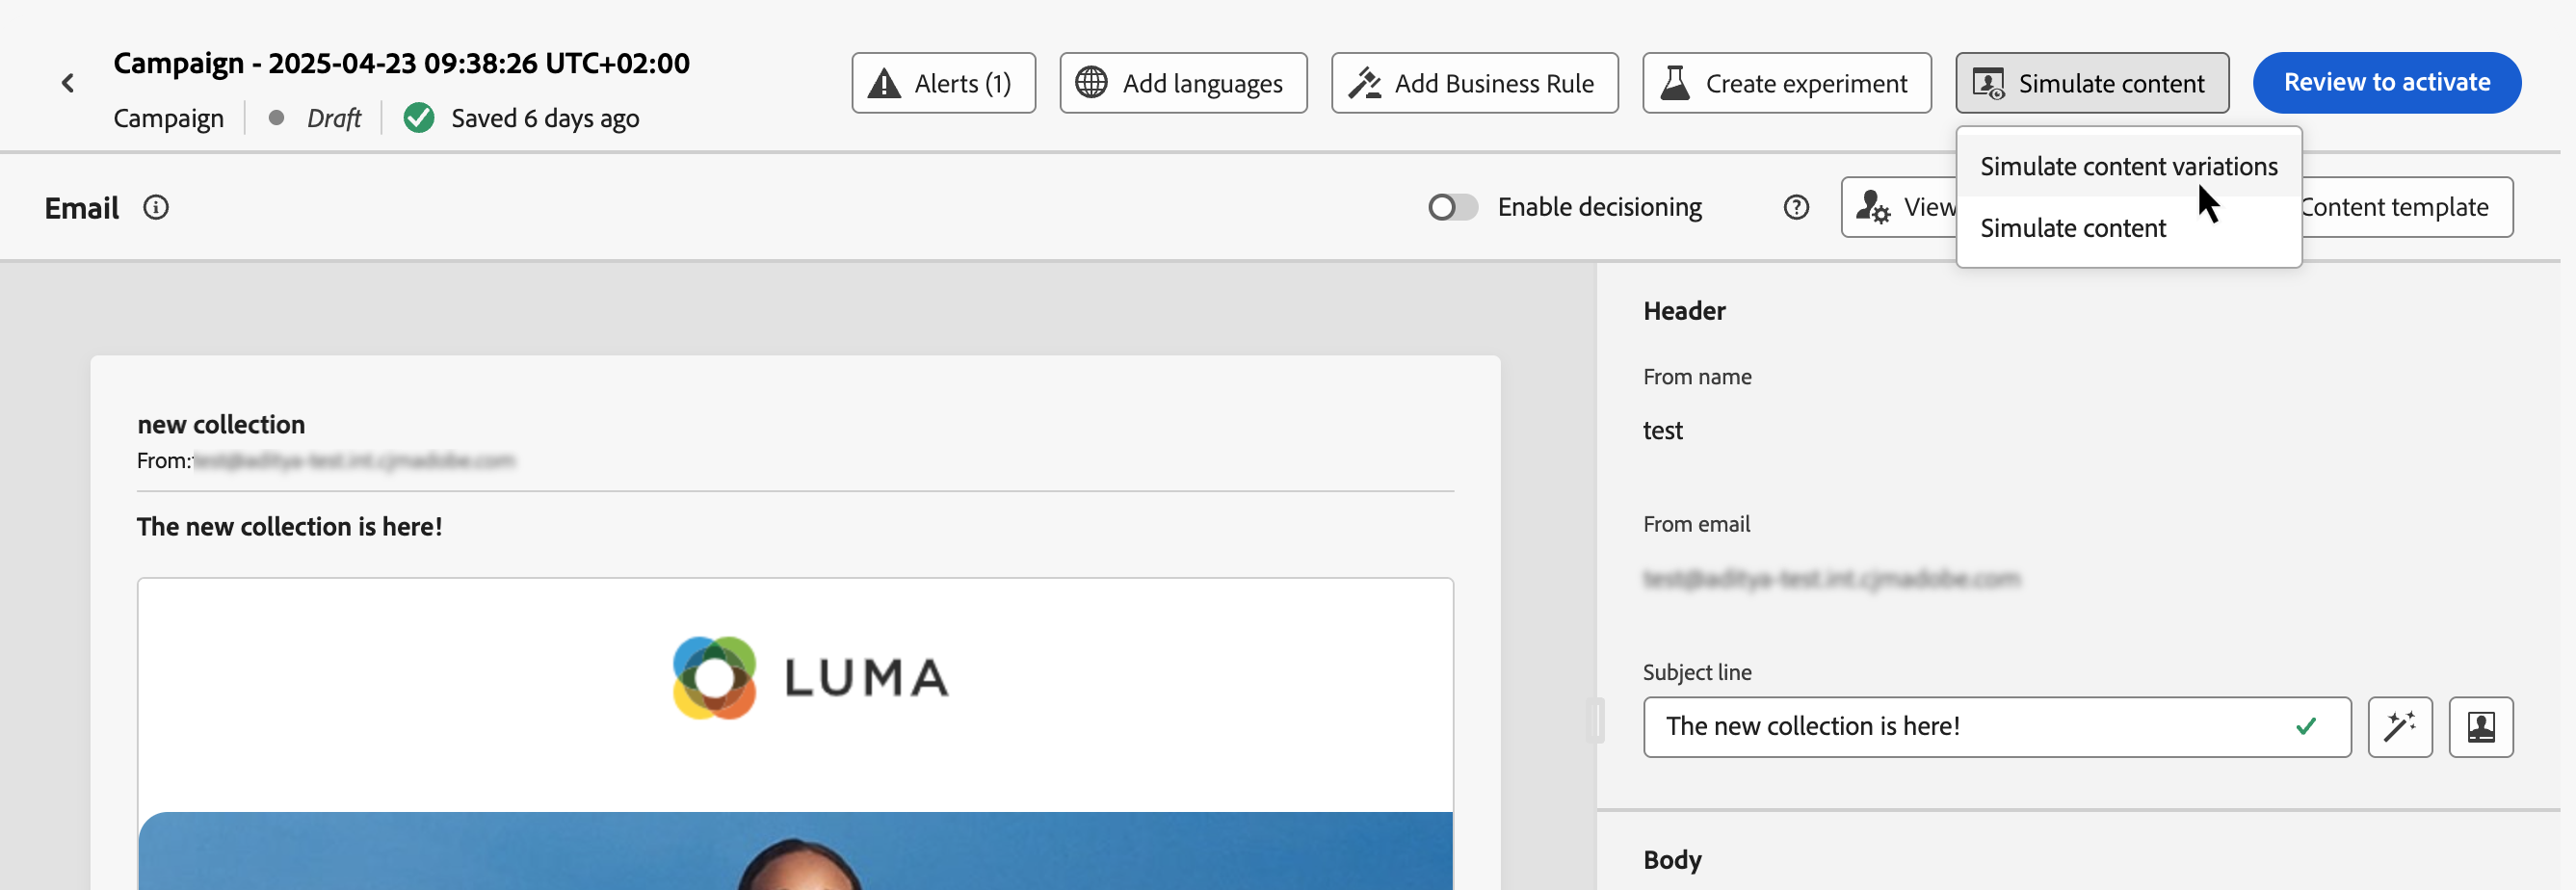 Campaign - 2025-04-23 09:38:26 UTC+02:00
Alerts (1)
Add languages
Add Business Rule
Create experiment
Simulate content
Review to activate
Campaign
Draft
Saved 6 days ago
Simulate content variations
Simulate content
Email
Enable decisioning
View
Content template
new collection
From:
The new collection is here!
LUMA
Header
From name
test
From email
Subject line
The new collection is here!
Body